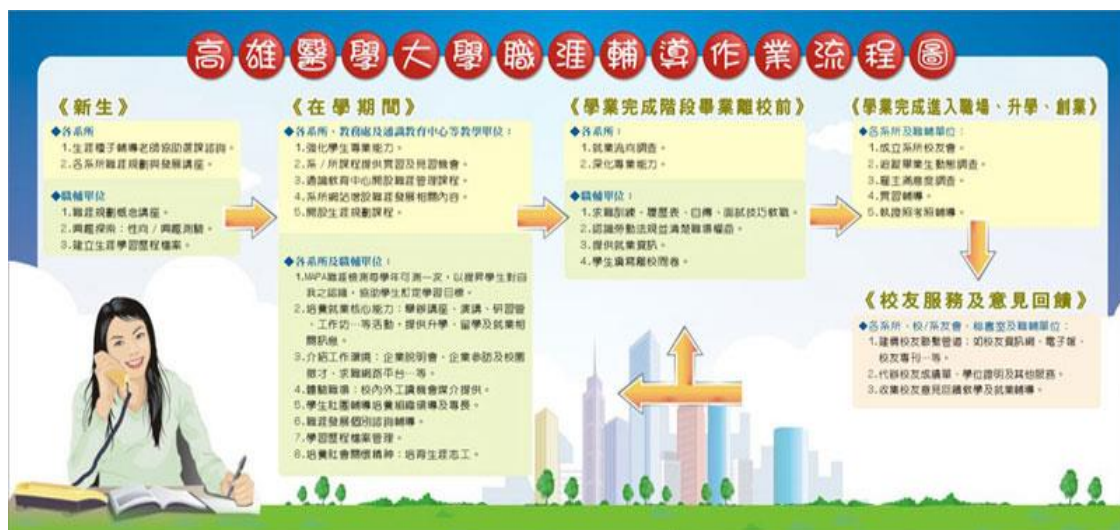 高雄醫學大學職涯輔導作業流程圖
《新生》
◆各系所
1.生涯種子輔導老師協助選課諮詢。
2.各系所職涯規劃與發展講座。
◆職輔單位
1.職涯規劃概念講座。
2.興趣探索：性向/興趣測驗。
3.建立生涯學習歷程檔案。
《在學期間》
◆各系所、教務處及通識教育中心等教學單位：
1.強化學生專業能力。
2.系/所課程提供實習及見習機會。
3.通識教育中心開設職涯管理課程。
4.系所網站增設職涯發展相關內容。
5.開設生涯規劃課程。
◆各系所及職輔單位：
1.MAPA職涯檢測每學年可測一次，以提昇學生對自
我之認識，協助學生訂定學習目標。
2.培養就業核心能力：舉辦講座、演講、研習營
、工作坊…等活動，提供升學、留學及就業相
關訊息。
3.介紹工作環境：企業說明會、企業參訪及校園
徵才、求職網路平台…等。
4.體驗職場：校內外工讀機會媒介提供。
5.學生社團輔導培養組織領導及專長。
6.職涯發展個別諮詢輔導。
7.學習歷程檔案管理。
8.培養社會關懷精神：培育生涯志工。
《學業完成階段畢業離校前》
◆各系所：
1.就業流向調查。
2.深化專業能力。
◆職輔單位：
1.求職訓練、履歷表、自傳、面試技巧教戰。
2.認識勞動法規並清楚職場權益。
3.提供就業資訊。
4.學生填寫離校問卷。
《學業完成進入職場、升學、創業》
◆各系所及職輔單位：
1.成立系所校友會。
2.追蹤畢業生動態調查。
3.雇主滿意度調查。
4.實習輔導。
5.執證照考照輔導。
《校友服務及意見回饋》
◆各系所、校/系友會、秘書室及職輔單位：
1.建構校友聯繫管道：如校友資訊網、電子報、
校友專刊…等。
2.代辦校友成績單、學位證明及其他服務。
3.收集校友意見回饋教學及就業輔導。